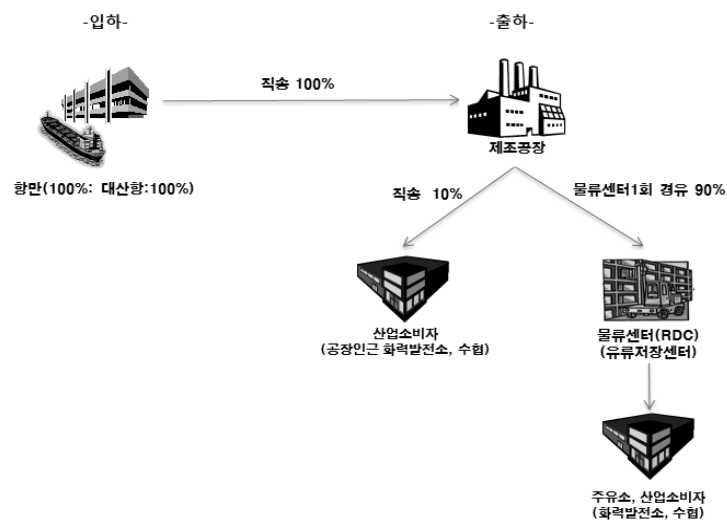 -입하-
-출하-
직송 100%
제조공장
항만(100%: 대산항:100%)
직송 10%
물류센터1회 경유 90%
산업소비자
(공장인근 화력발전소, 수협)
물류센터(RDC)
(유류저장센터)
주유소, 산업소비자
(화력발전소, 수협)